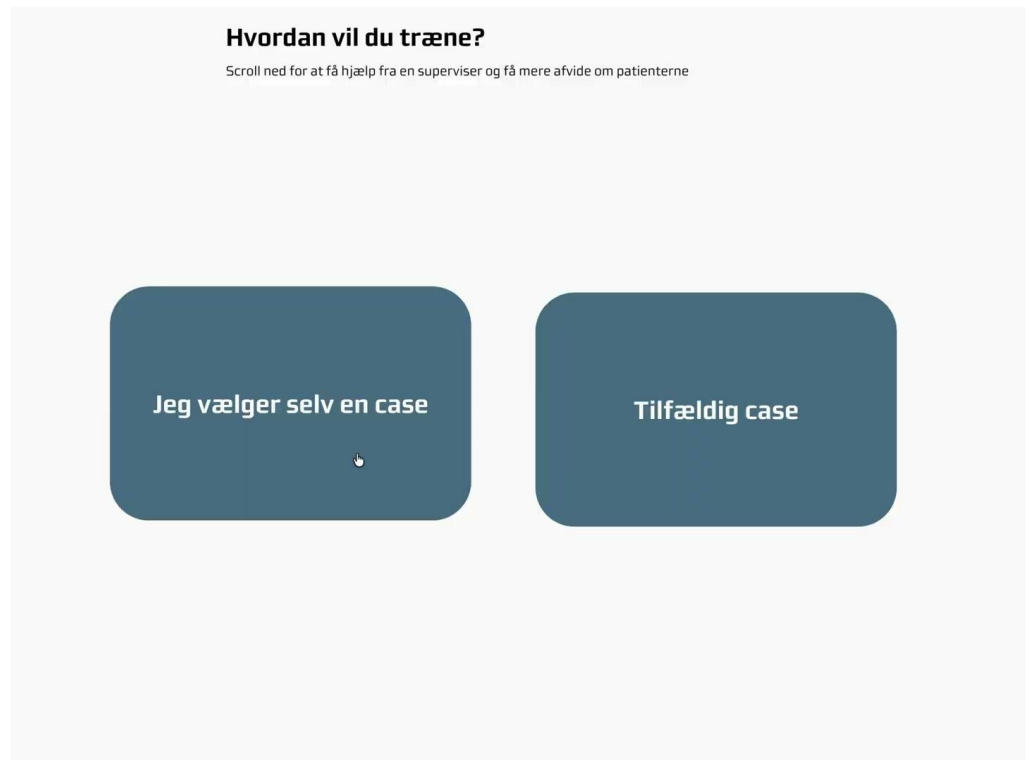 Hvordan vil du træne?
Scroll ned for at få hjælp fra en superviser og få mere afvide om patienterne
Jeg vælger selv en case
Tilfældig case